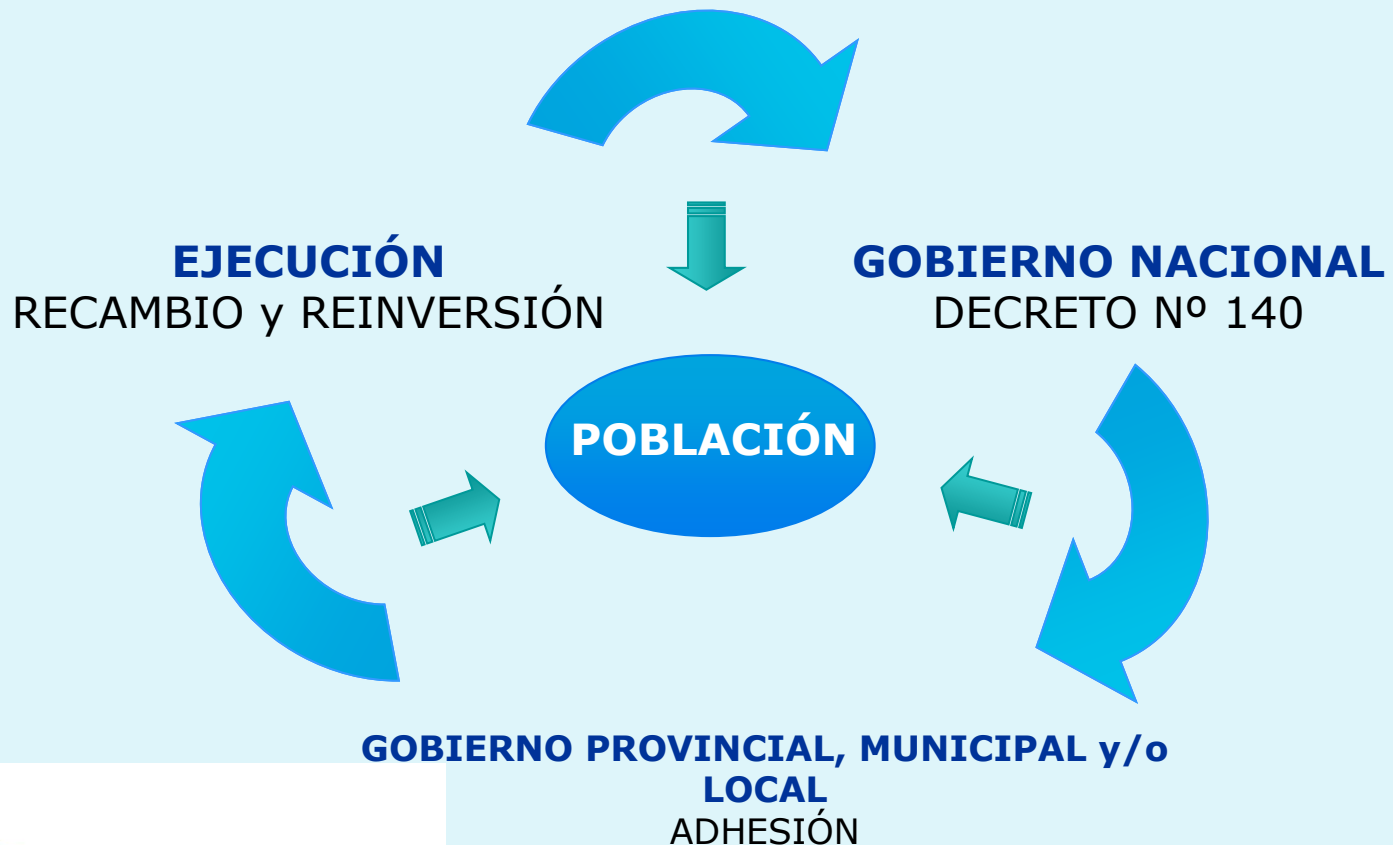 EJECUCIÓN
RECAMBIO y REINVERSIÓN
GOBIERNO NACIONAL
DECRETO Nº 140
POBLACIÓN
GOBIERNO PROVINCIAL, MUNICIPAL y/o
LOCAL
ADHESIÓN